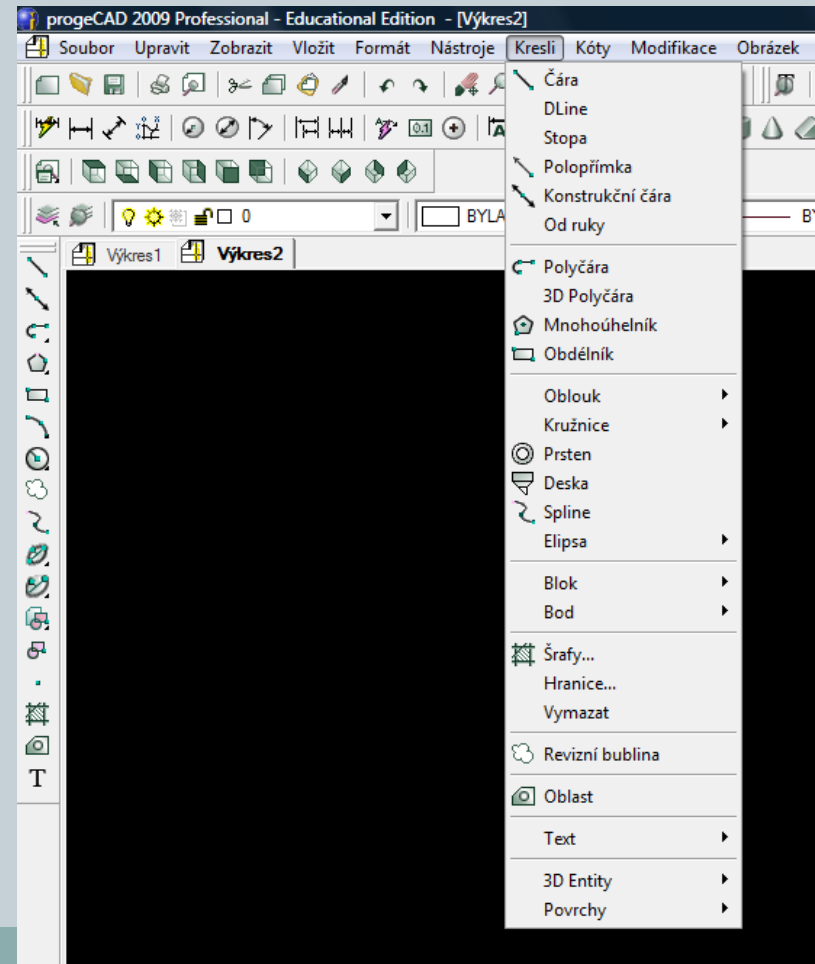 progeCAD 2009 Professional - Educational Edition - [Výkres2]
Soubor Upravit Zobrazit Vložit Formát Nástroje Kresli Kóty Modifikace Obrázek
0 BYLA
Výkres1 Výkres2
Čára
DLine
Stopa
Polopřímka
Konstrukční čára
Od ruky
Polyčára
3D Polyčára
Mnohoúhelník
Obdélník
Oblouk
Kružnice
Prsten
Deska
Spline
Elipsa
Blok
Bod
Šrafy...
Hranice...
Vymazat
Revizní bublina
Oblast
Text
3D Entity
Povrchy
T